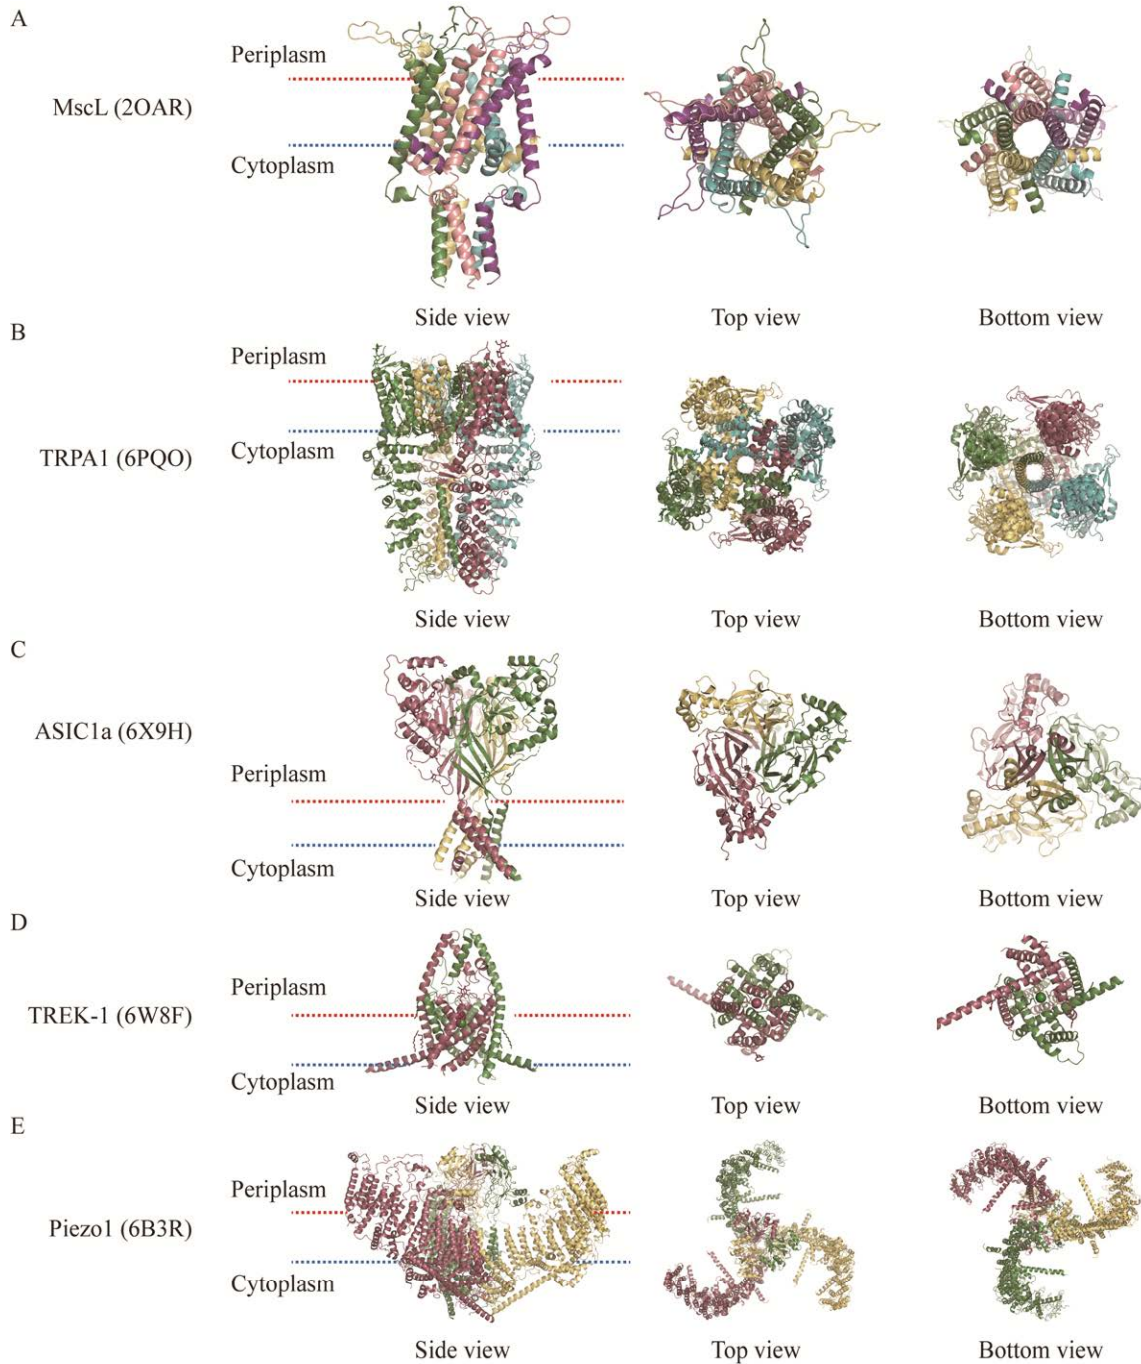 A
Periplasm
MscL (2OAR)
Cytoplasm
Side view Top view Bottom view
B
Periplasm
Cytoplasm
TRPA1 (6PQO)
Side view Top view Bottom view
C
ASIC1a (6X9H)
Periplasm
Cytoplasm
Side view Top view Bottom view
D
Periplasm
TREK-1 (6W8F)
Cytoplasm
Side view Top view Bottom view
E
Periplasm
Piezo1 (6B3R)
Cytoplasm
Side view Top view Bottom view